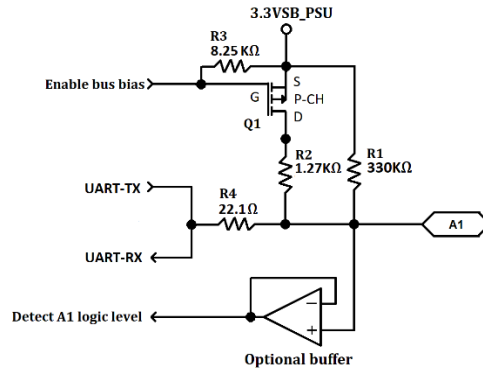 3.3VSB_PSU
R3
8.25 KΩ
Enable bus bias
S
G
P-CH
D
Q1
R2
1.27KΩ
R1
330KΩ
UART-TX
R4
22.1Ω
A1
UART-RX
−
+
Detect A1 logic level
Optional buffer